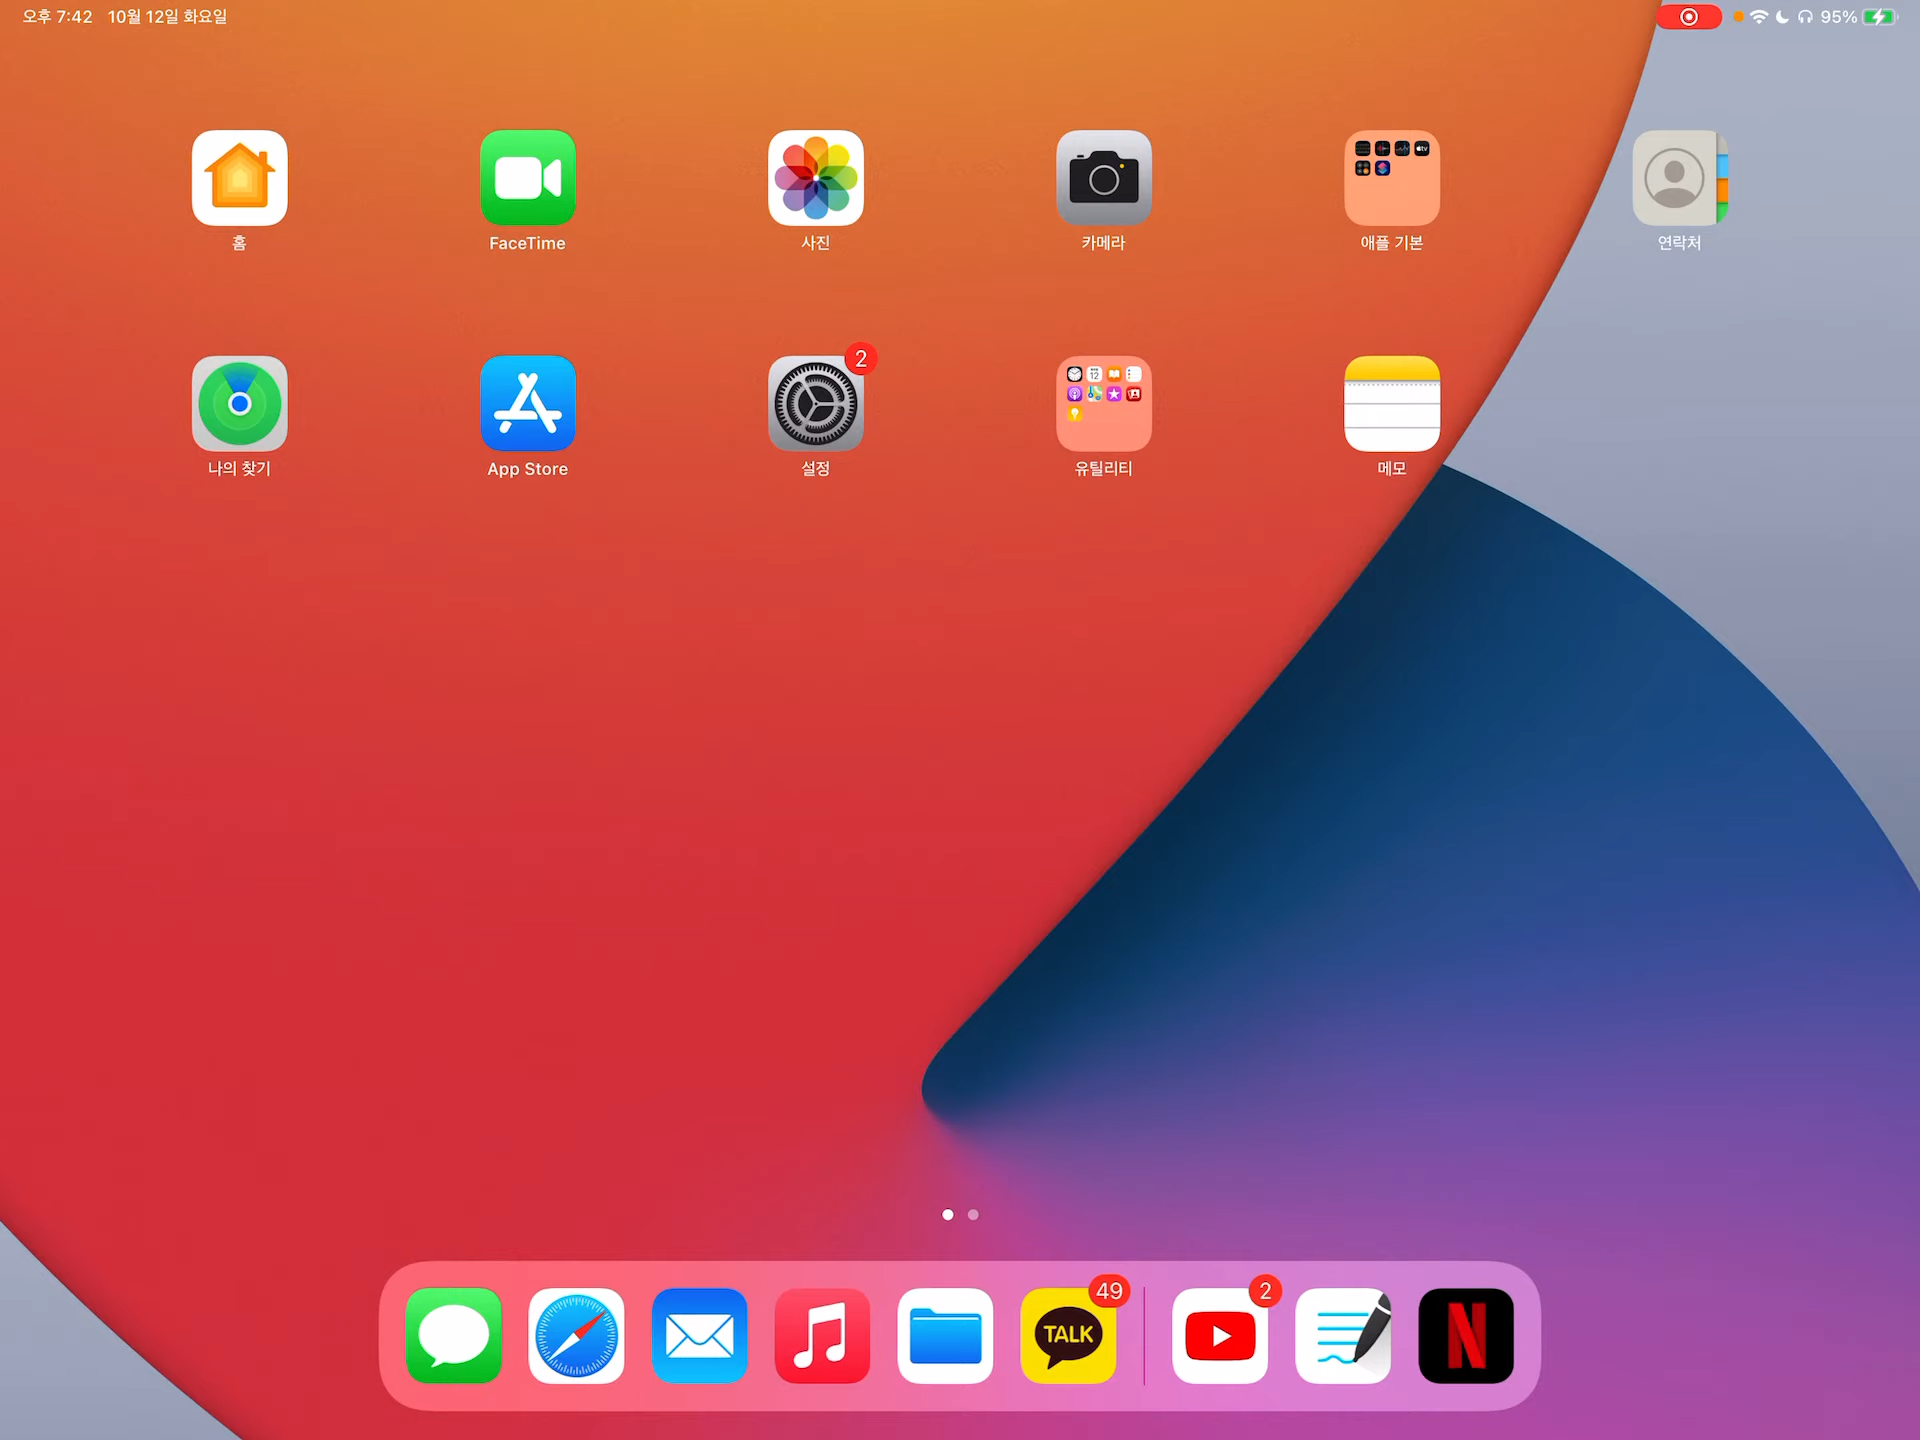 오후 7:42 10월 12일 화요일
95%
홈
FaceTime
사진
카메라
애플 기본
연락처
나의 찾기
App Store
2
설정
유틸리티
메모
49
TALK
2
N